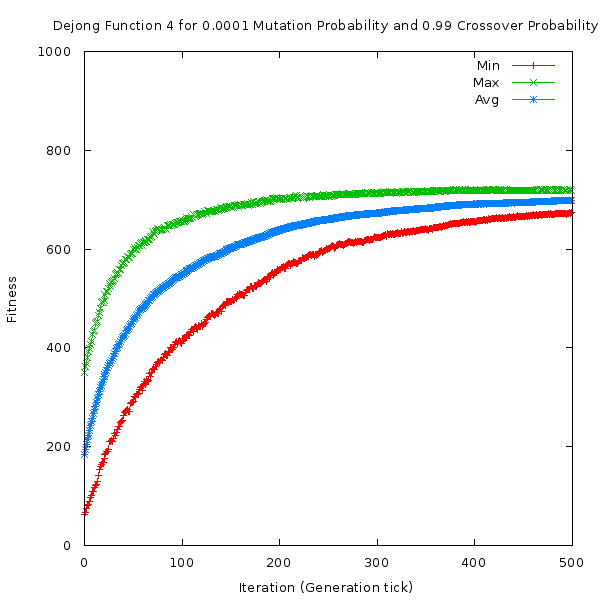 Dejong Function 4 for 0.0001 Mutation Probability and 0.99 Crossover Probability
1000
800
600
400
200
0
Fitness
Min
Max
Avg
0 100 200 300 400 500
Iteration (Generation tick)